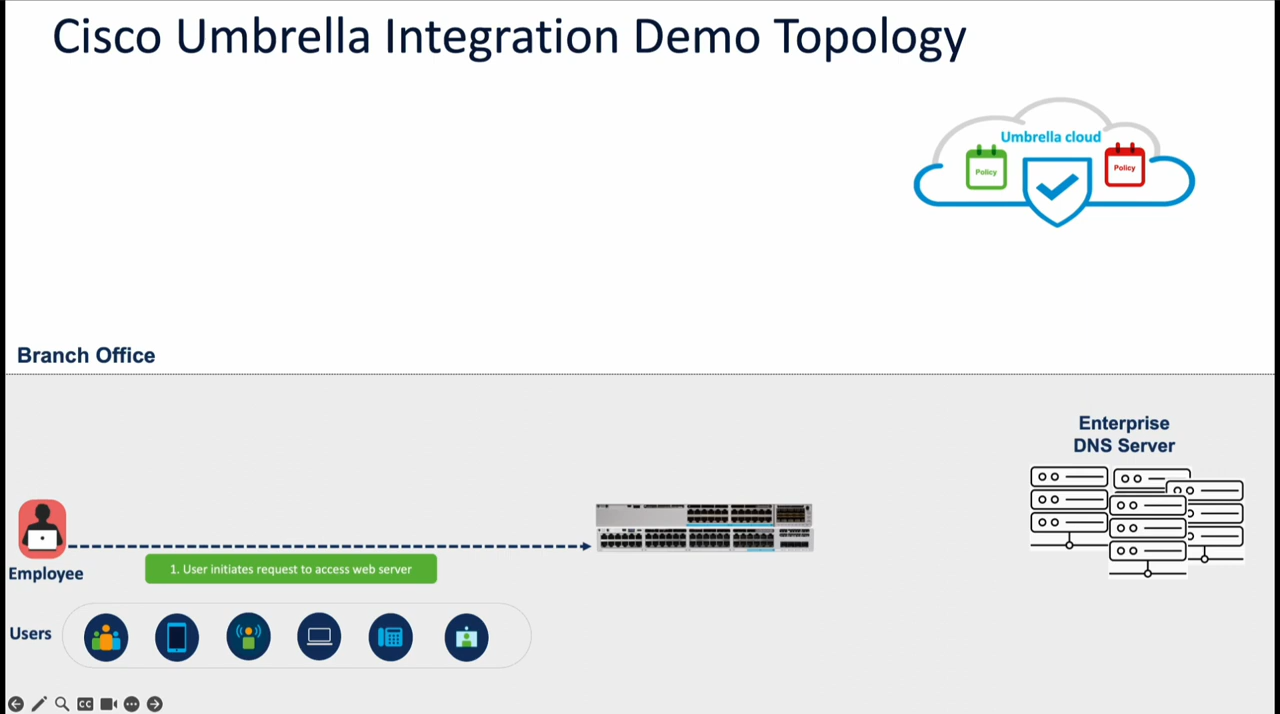 Cisco Umbrella Integration Demo Topology
Umbrella cloud
Policy
Policy
Branch Office
Enterprise
DNS Server
1. User initiates request to access web server
Employee
Users
CC